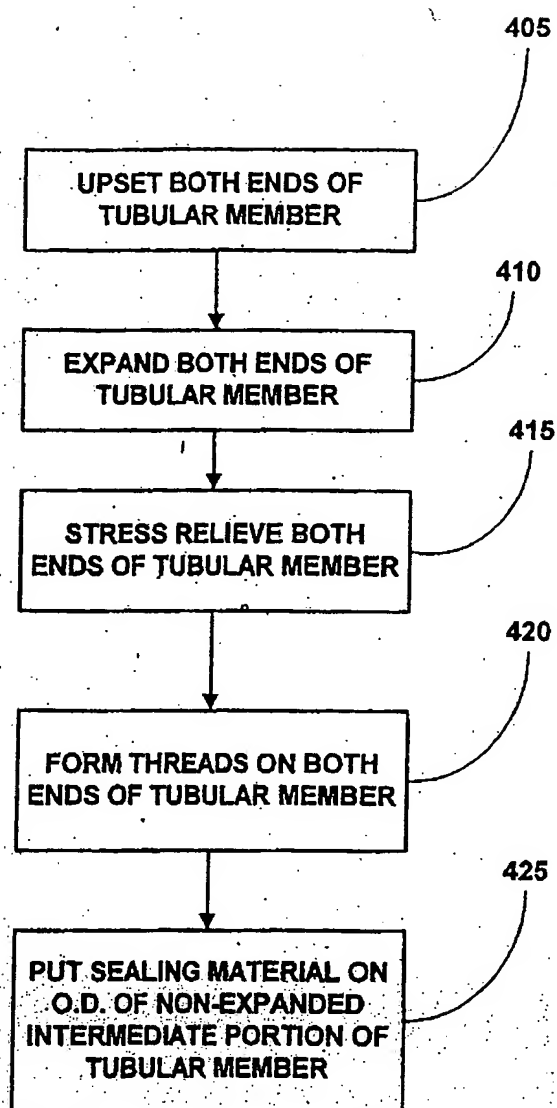 405
UPSET BOTH ENDS OF
TUBULAR MEMBER
410
EXPAND BOTH ENDS OF
TUBULAR MEMBER
415
STRESS RELIEVE BOTH
ENDS OF TUBULAR MEMBER
420
FORM THREADS ON BOTH
ENDS OF TUBULAR MEMBER
425
PUT SEALING MATERIAL ON
O.D. OF NON-EXPANDED
INTERMEDIATE PORTION OF
TUBULAR MEMBER